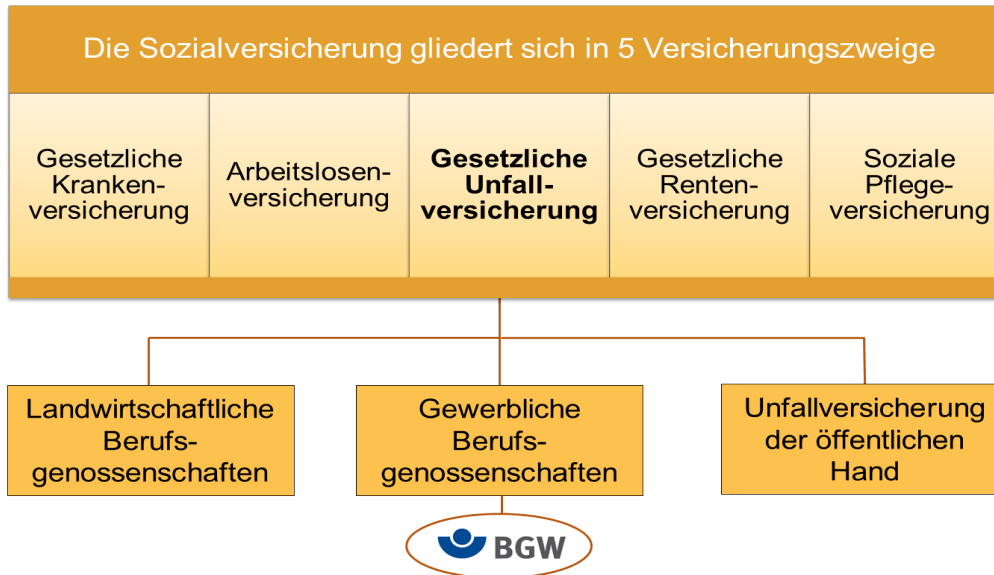 Die Sozialversicherung gliedert sich in 5 Versicherungszweige
Gesetzliche
Kranken-
versicherung
Arbeitslosen-
versicherung
Gesetzliche
Unfall-
versicherung
Gesetzliche
Renten-
versicherung
Soziale
Pflege-
versicherung
Landwirtschaftliche
Berufs-
genossenschaften
Gewerbliche
Berufs-
genossenschaften
Unfallversicherung
der öffentlichen
Hand
BGW